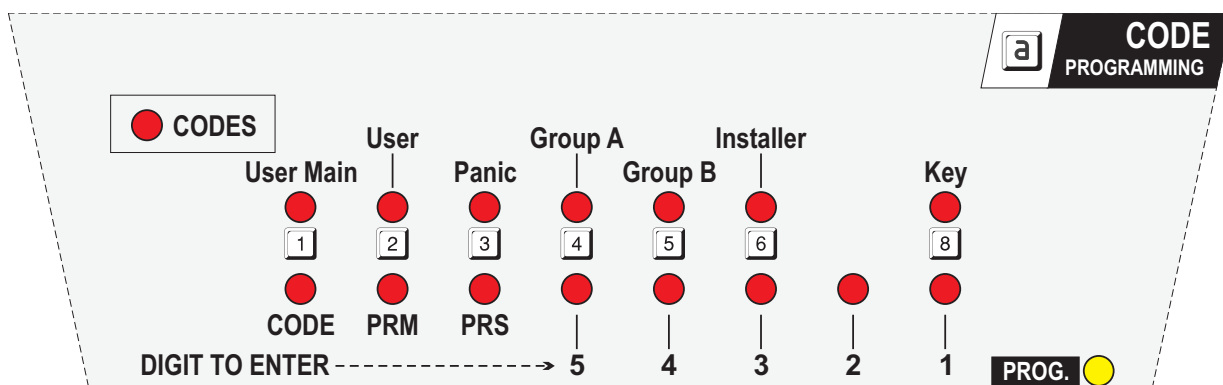 a CODE
PROGRAMMING
CODES
User Group A Installer
User Main Panic Group B Key
1 2 3 4 5 6 8
CODE PRM PRS
DIGIT TO ENTER 5 4 3 2 1
PROG.